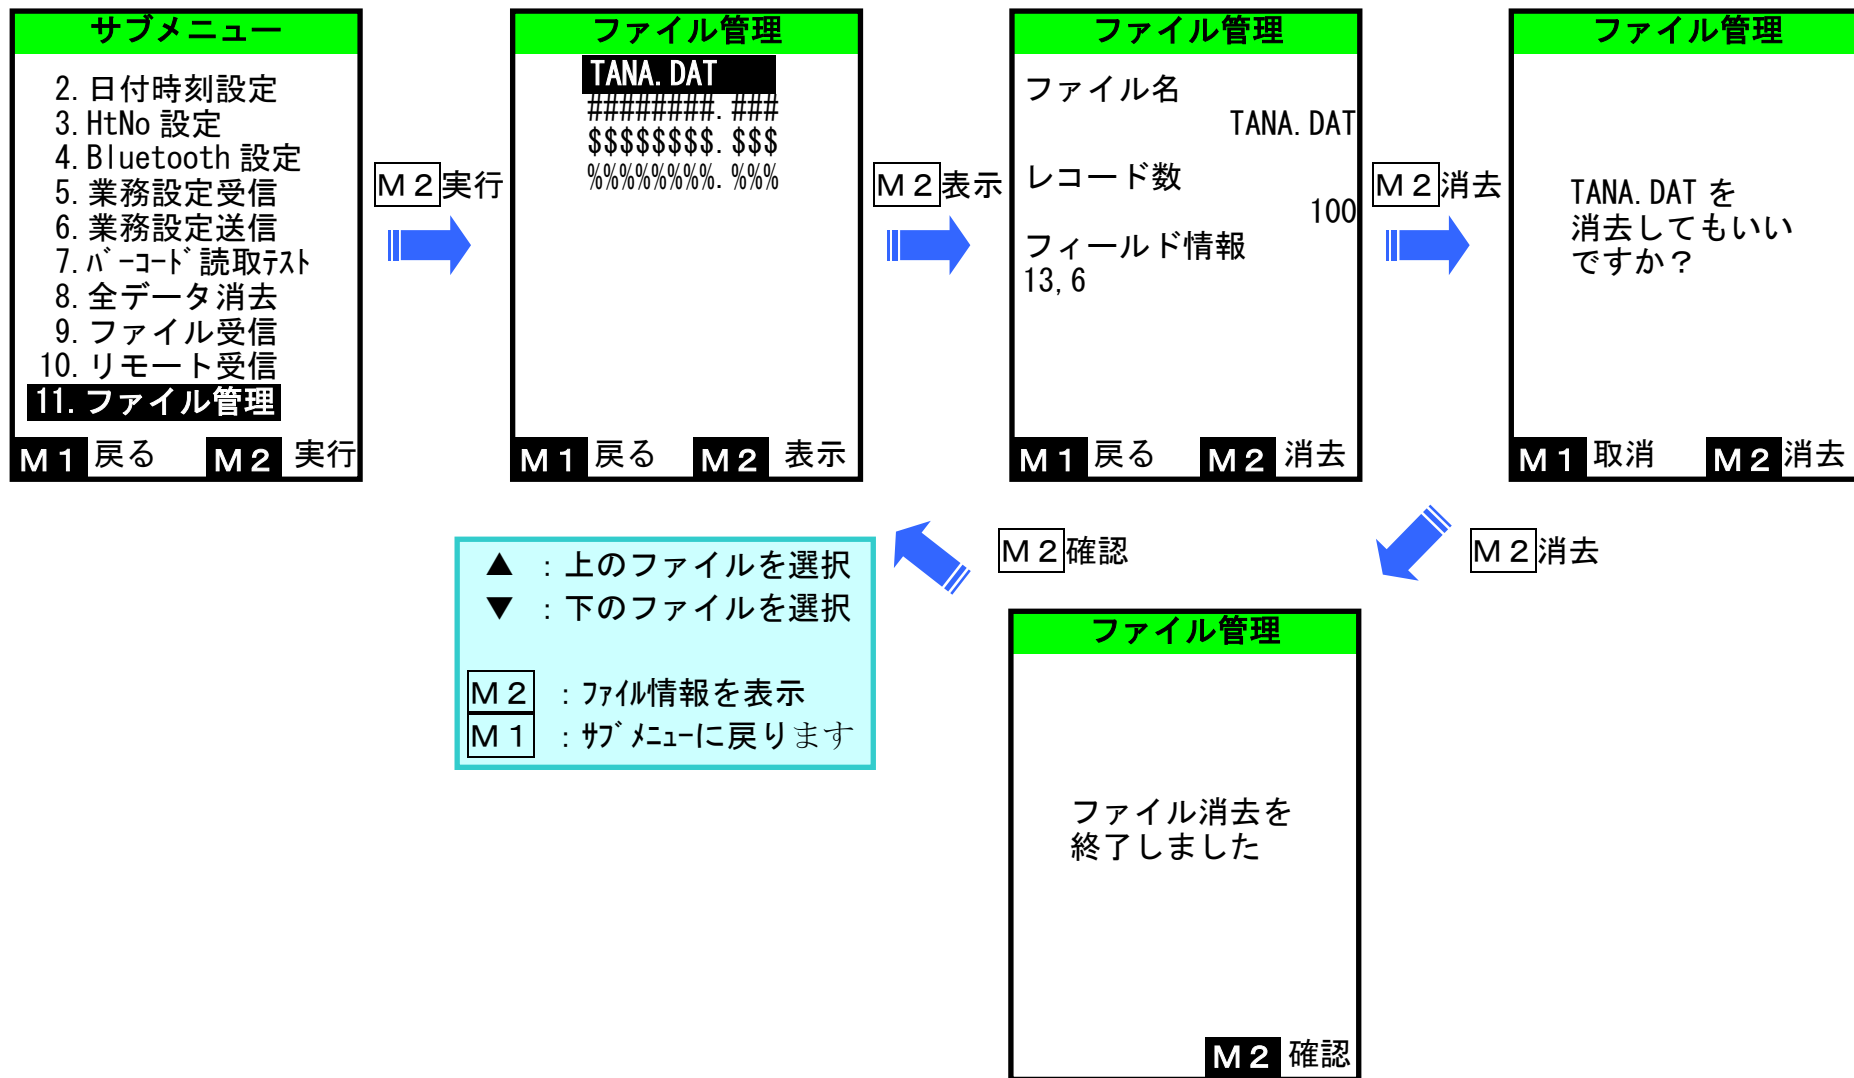 サブメニュー
2. 日付時刻設定
3. HtNo 設定
4. Bluetooth 設定
5. 業務設定受信
6. 業務設定送信
7. ﾊﾞｰｺｰﾄﾞ読取ﾃｽﾄ
8. 全データ消去
9. ファイル受信
10. リモート受信
11. ファイル管理
M1 戻る M2 実行
M2 実行
ファイル管理
TANA. DAT
########. ###
$$$$$$$$. $$$
%%%%%%%%. %%%
M1 戻る M2 表示
M2 表示
ファイル管理
ファイル名
TANA. DAT
レコード数
100
フィールド情報
13, 6
M1 戻る M2 消去
M2 消去
ファイル管理
TANA. DAT を
消去してもいい
ですか？
M1 取消 M2 消去
M2 消去
ファイル管理
ファイル消去を
終了しました
M2 確認
M2 確認
▲ : 上のファイルを選択
▼ : 下のファイルを選択
M2 : ﾌｧｲﾙ情報を表示
M1 : ｻﾌﾞﾒﾆｭｰに戻ります